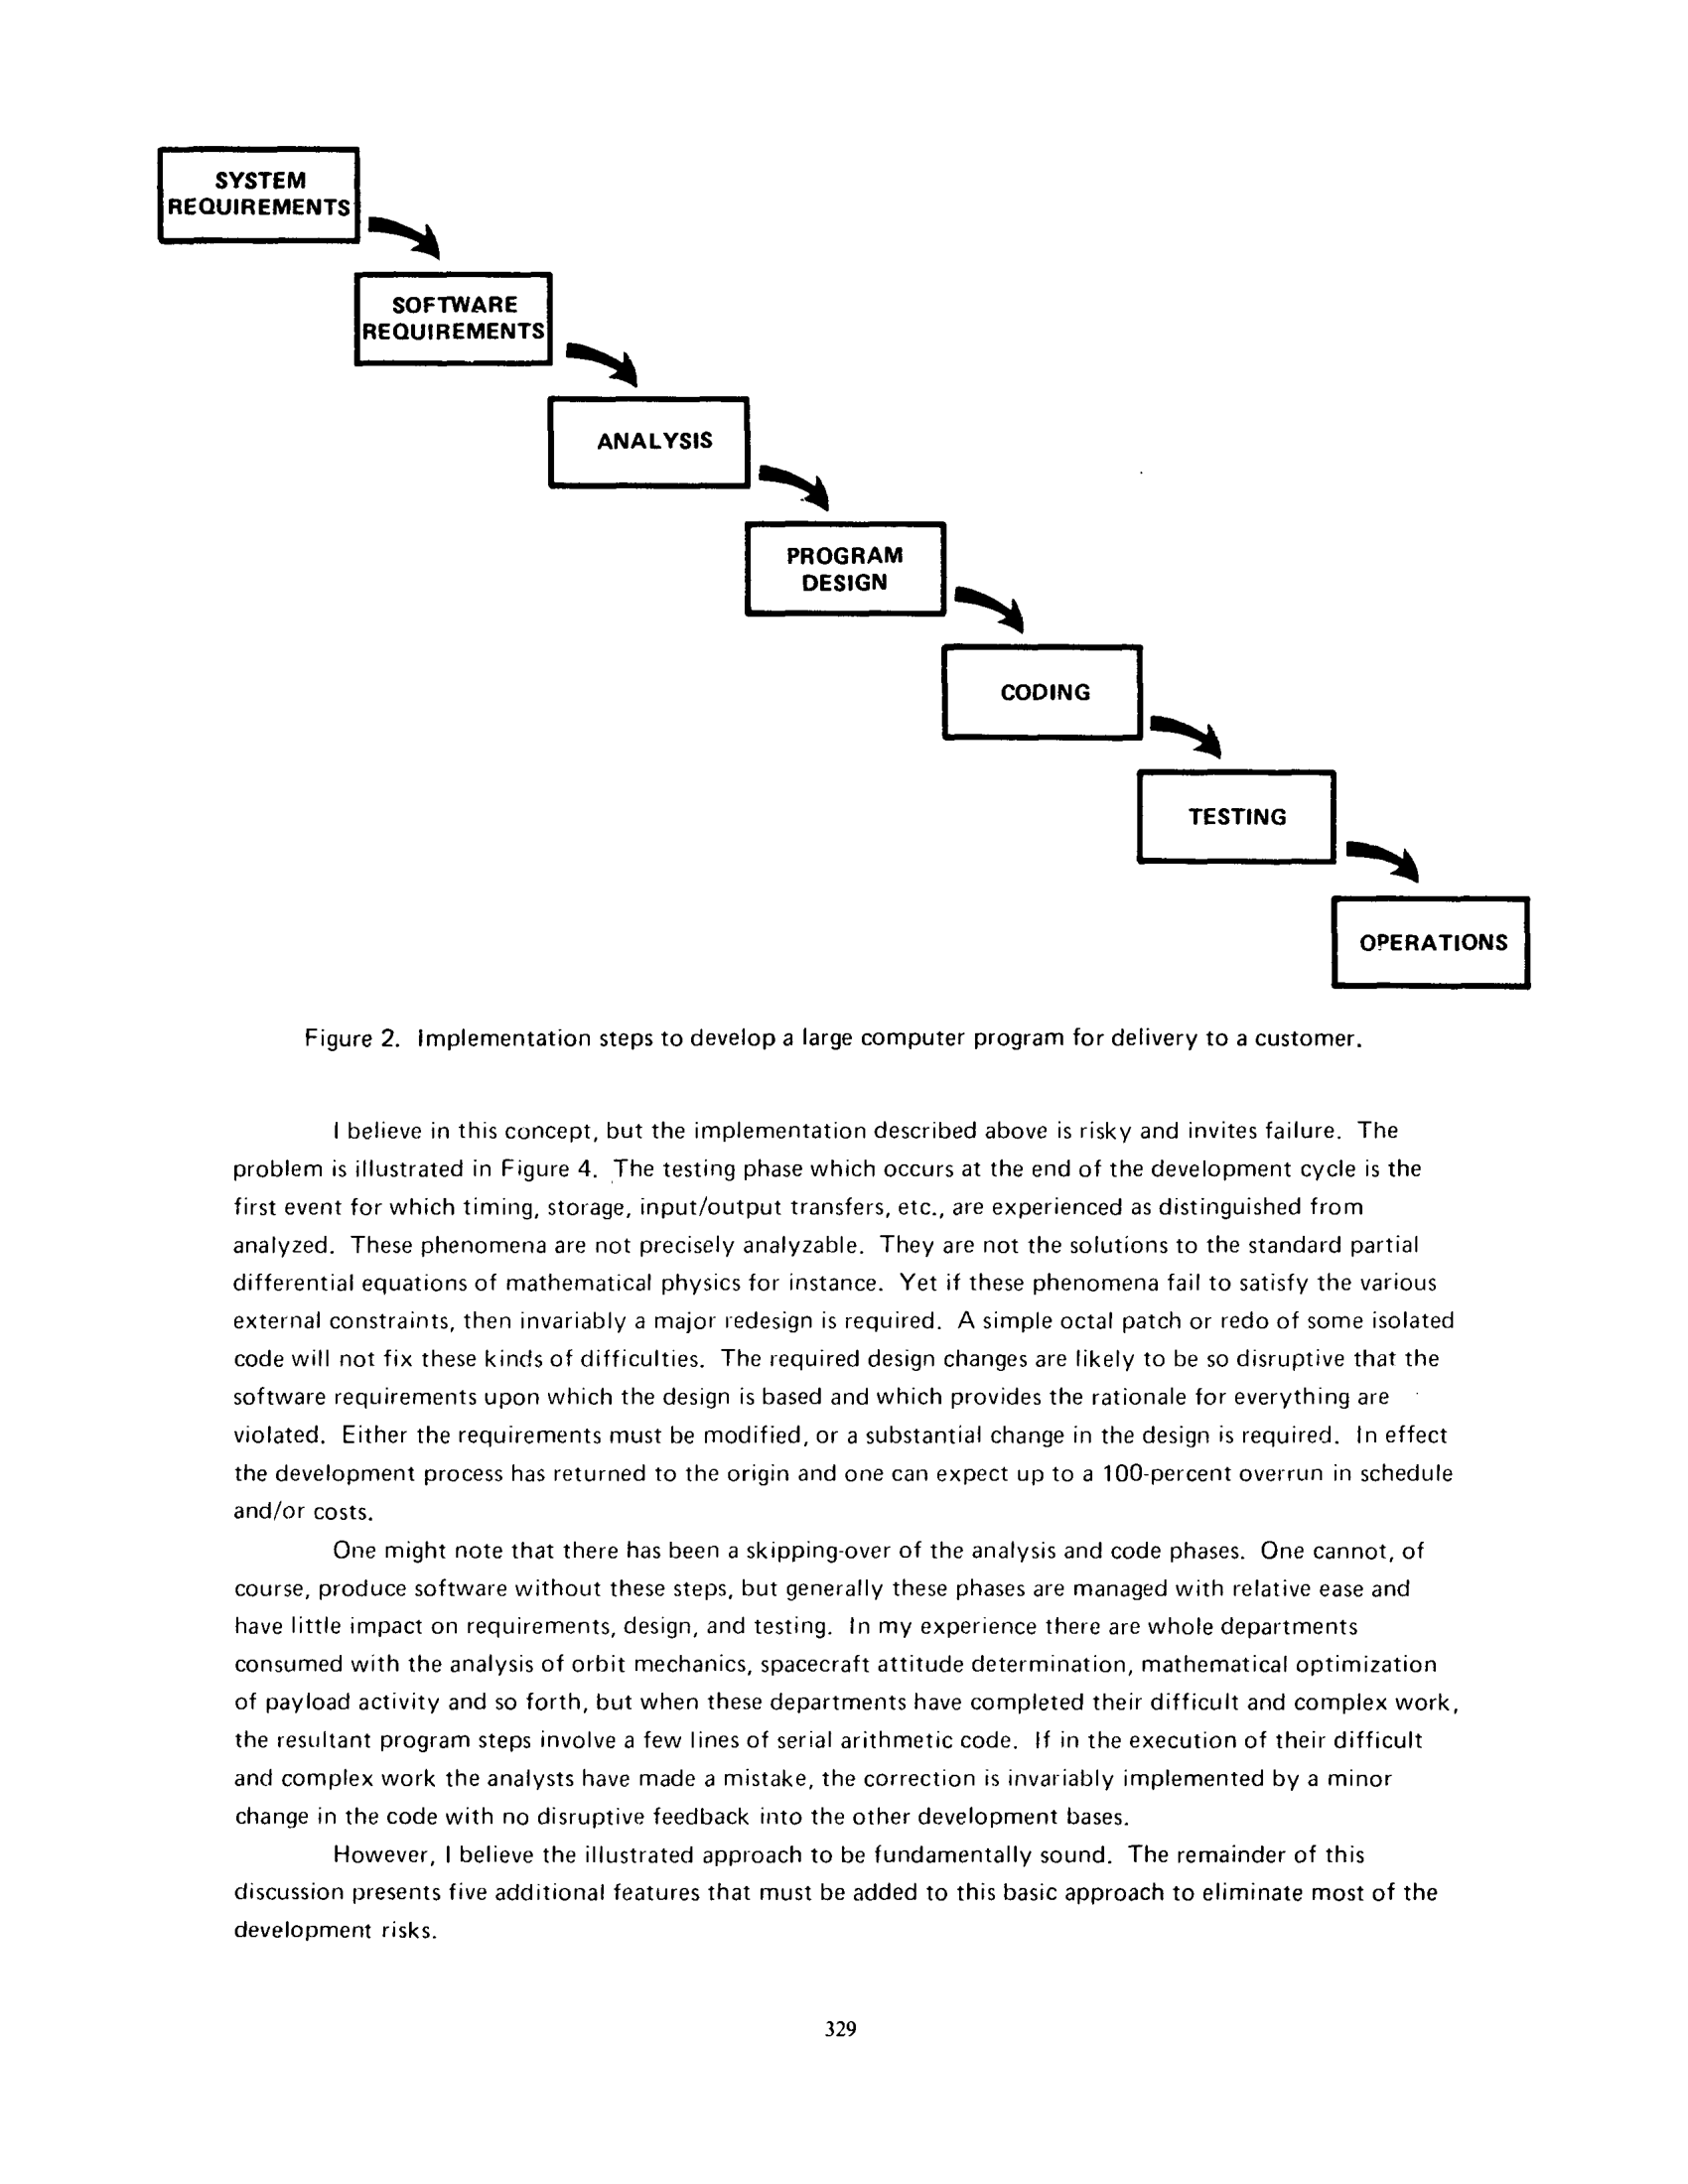 SYSTEM
REQUIREMENTS
SOFTWARE
REQUIREMENTS
ANALYSIS
PROGRAM
DESIGN
CODING
TESTING
OPERATIONS
Figure 2. Implementation steps to develop a large computer program for delivery to a customer.
I believe in this concept, but the implementation described above is risky and invites failure. The
problem is illustrated in Figure 4. The testing phase which occurs at the end of the development cycle is the
first event for which timing, storage, input/output transfers, etc., are experienced as distinguished from
analyzed. These phenomena are not precisely analyzable. They are not the solutions to the standard partial
differential equations of mathematical physics for instance. Yet if these phenomena fail to satisfy the various
external constraints, then invariably a major redesign is required. A simple octal patch or redo of some isolated
code will not fix these kinds of difficulties. The required design changes are likely to be so disruptive that the
software requirements upon which the design is based and which provides the rationale for everything are
violated. Either the requirements must be modified, or a substantial change in the design is required. In effect
the development process has returned to the origin and one can expect up to a 100-percent overrun in schedule
and/or costs.
One might note that there has been a skipping-over of the analysis and code phases. One cannot, of
course, produce software without these steps, but generally these phases are managed with relative ease and
have little impact on requirements, design, and testing. In my experience there are whole departments
consumed with the analysis of orbit mechanics, spacecraft attitude determination, mathematical optimization
of payload activity and so forth, but when these departments have completed their difficult and complex work,
the resultant program steps involve a few lines of serial arithmetic code. If in the execution of their difficult
and complex work the analysts have made a mistake, the correction is invariably implemented by a minor
change in the code with no disruptive feedback into the other development bases.
However, I believe the illustrated approach to be fundamentally sound. The remainder of this
discussion presents five additional features that must be added to this basic approach to eliminate most of the
development risks.
329